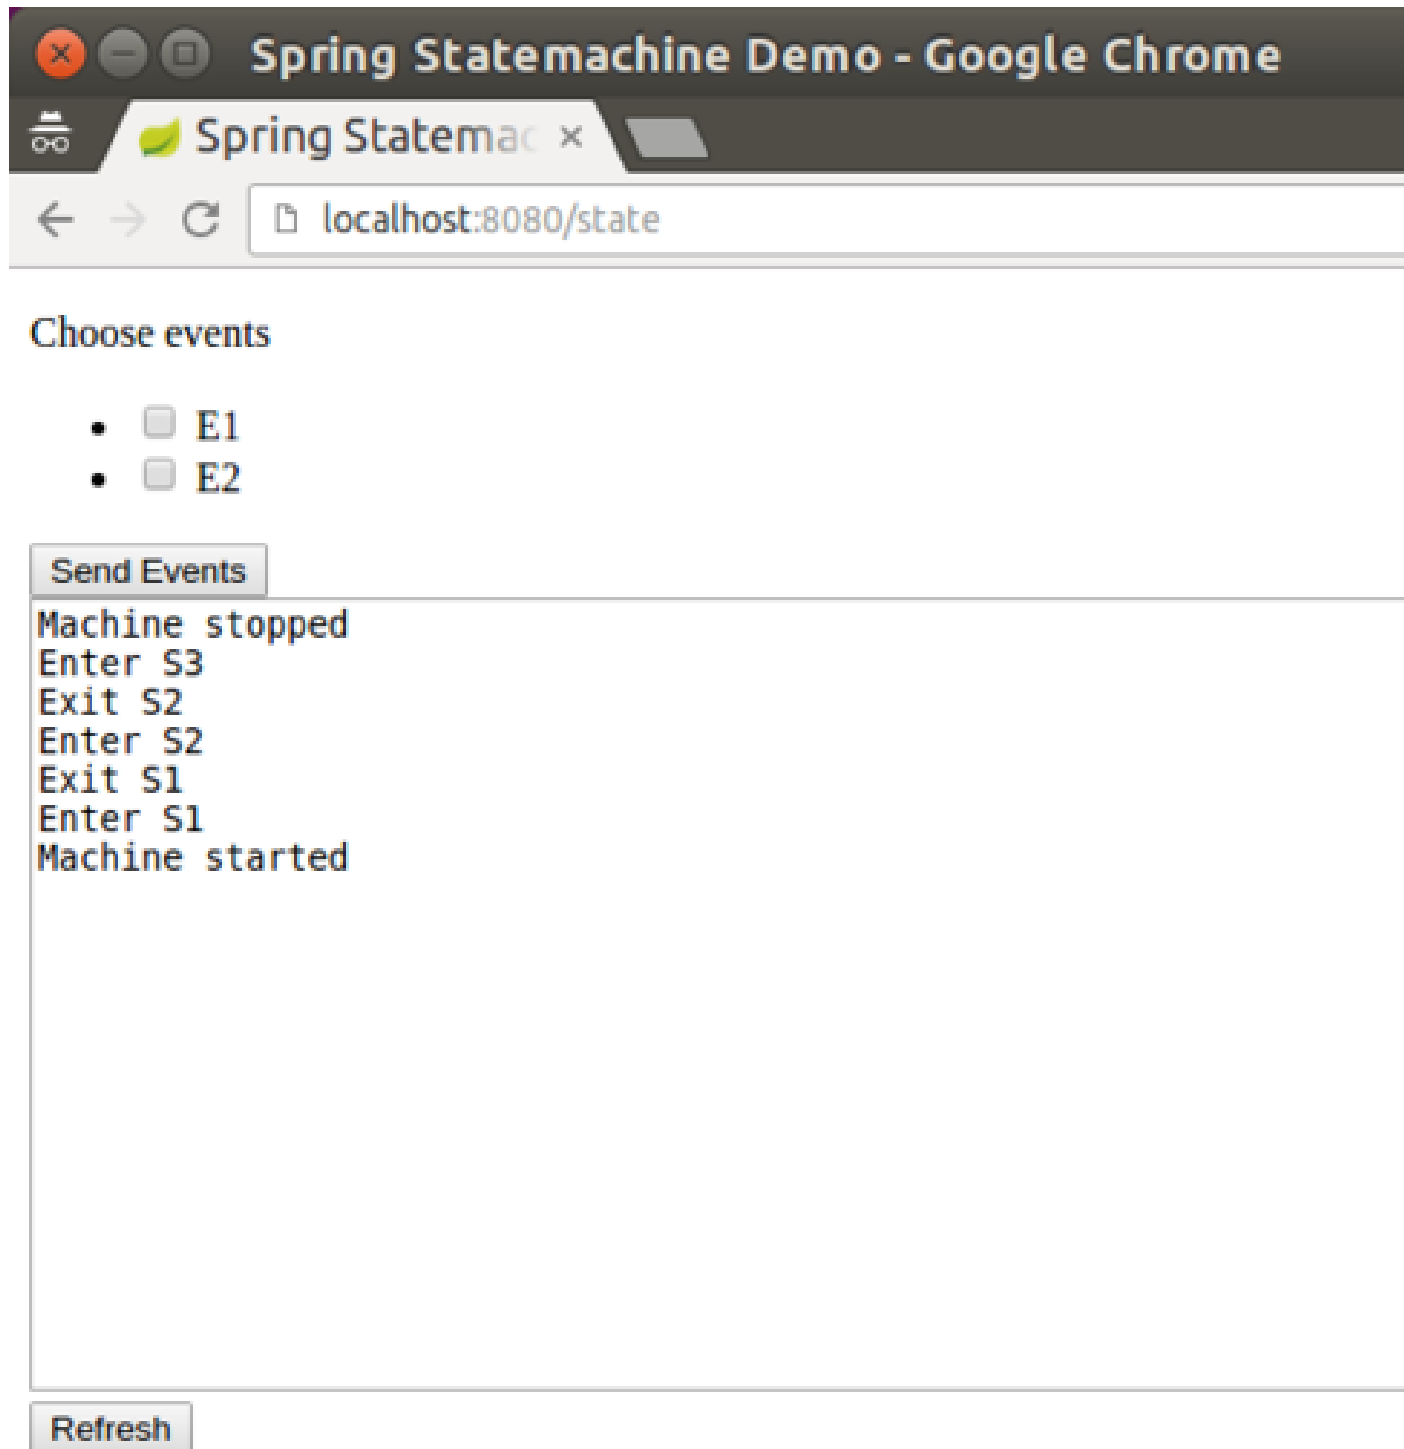 Spring Statemachine Demo - Google Chrome
Spring Statemac
localhost:8080/state
Choose events
E1
E2
Send Events
Machine stopped
Enter S3
Exit S2
Enter S2
Exit S1
Enter S1
Machine started
Refresh